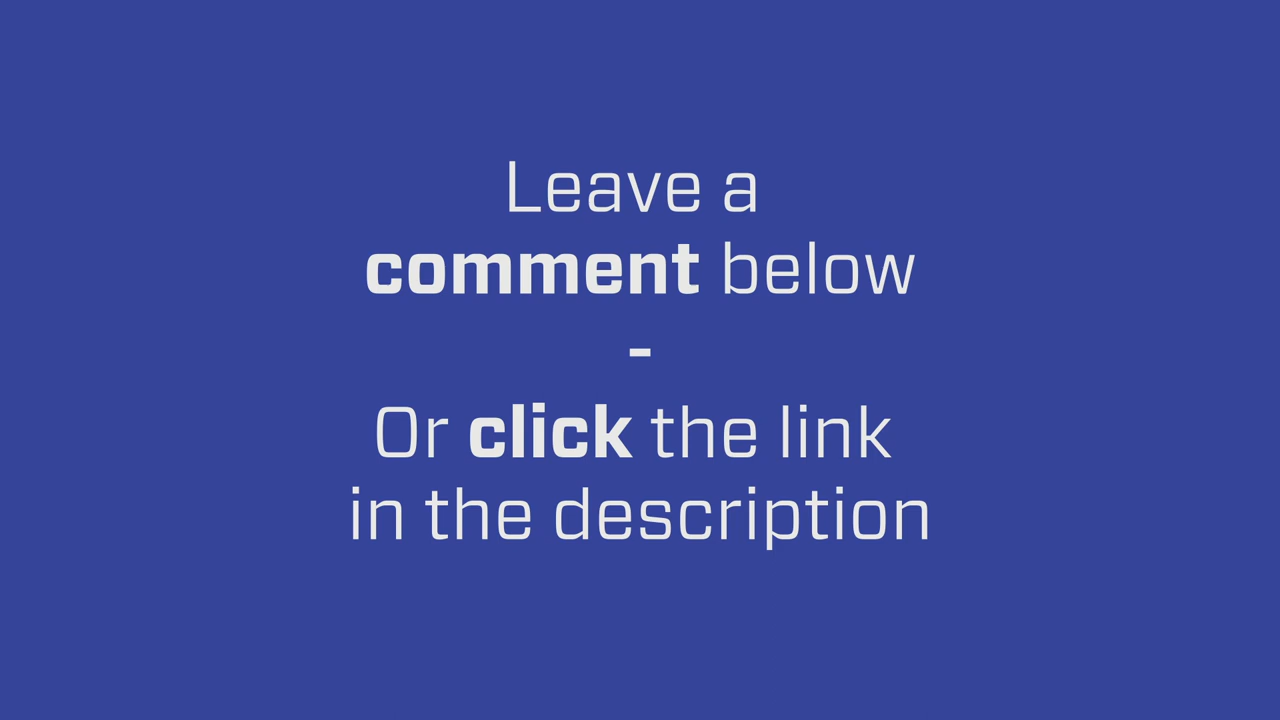 Leave a
comment below
-
Or click the link
in the description